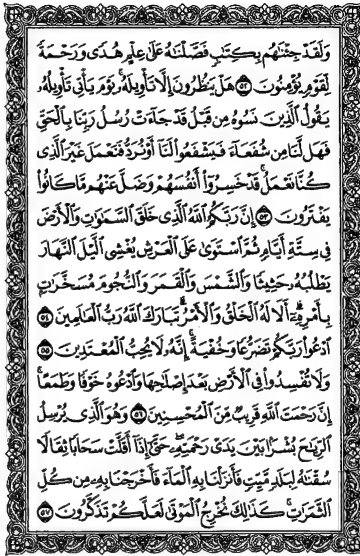 وَلَقَدْ جِئْنَٰهُم بِكِتَٰبٍ فَصَّلْنَٰهُ عَلَىٰ عِلْمٍ هُدًى وَرَحْمَةً
لِّقَوْمٍ يُؤْمِنُونَ ٥٢ هَلْ يَنظُرُونَ إِلَّا تَأْوِيلَهُۥ يَوْمَ يَأْتِى تَأْوِيلُهُۥ
يَقُولُ ٱلَّذِينَ نَسُوهُ مِن قَبْلُ قَدْ جَآءَتْ رُسُلُ رَبِّنَا بِٱلْحَقِّ
فَهَل لَّنَا مِن شُفَعَآءَ فَيَشْفَعُوا۟ لَنَآ أَوْ نُرَدُّ فَنَعْمَلَ غَيْرَ ٱلَّذِى
كُنَّا نَعْمَلُ قَدْ خَسِرُوٓا۟ أَنفُسَهُمْ وَضَلَّ عَنْهُم مَّا كَانُوا۟
يَفْتَرُونَ ٥٣ إِنَّ رَبَّكُمُ ٱللَّهُ ٱلَّذِى خَلَقَ ٱلسَّمَٰوَٰتِ وَٱلْأَرْضَ
فِى سِتَّةِ أَيَّامٍ ثُمَّ ٱسْتَوَىٰ عَلَى ٱلْعَرْشِ يُغْشِى ٱلَّيْلَ ٱلنَّهَارَ
يَطْلُبُهُۥ حَثِيثًا وَٱلشَّمْسَ وَٱلْقَمَرَ وَٱلنُّجُومَ مُسَخَّرَٰتٍۭ
بِأَمْرِهِۦٓ أَلَا لَهُ ٱلْخَلْقُ وَٱلْأَمْرُ تَبَارَكَ ٱللَّهُ رَبُّ ٱلْعَٰلَمِينَ ٥٤
ٱدْعُوا۟ رَبَّكُمْ تَضَرُّعًا وَخُفْيَةً إِنَّهُۥ لَا يُحِبُّ ٱلْمُعْتَدِينَ ٥٥
وَلَا تُفْسِدُوا۟ فِى ٱلْأَرْضِ بَعْدَ إِصْلَٰحِهَا وَٱدْعُوهُ خَوْفًا وَطَمَعًا
إِنَّ رَحْمَتَ ٱللَّهِ قَرِيبٌ مِّنَ ٱلْمُحْسِنِينَ ٥٦ وَهُوَ ٱلَّذِى يُرْسِلُ
ٱلرِّيَٰحَ بُشْرًۢا بَيْنَ يَدَىْ رَحْمَتِهِۦ حَتَّىٰٓ إِذَآ أَقَلَّتْ سَحَابًا ثِقَالًا
سُقْنَٰهُ لِبَلَدٍ مَّيِّتٍ فَأَنزَلْنَا بِهِ ٱلْمَآءَ فَأَخْرَجْنَا بِهِۦ مِن كُلِّ
ٱلثَّمَرَٰتِ كَذَٰلِكَ نُخْرِجُ ٱلْمَوْتَىٰ لَعَلَّكُمْ تَذَكَّرُونَ ٥٧